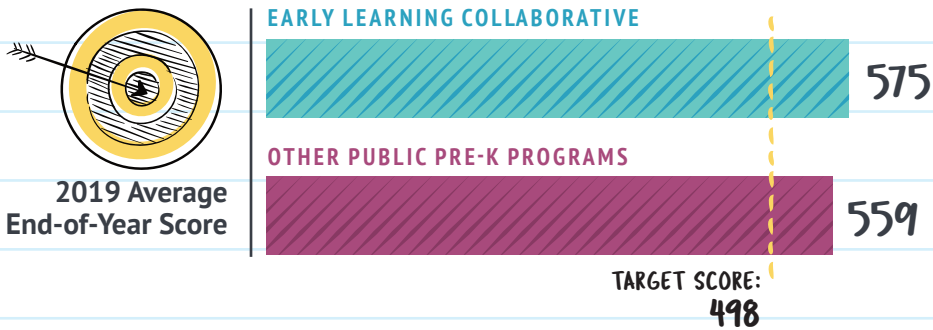 EARLY LEARNING COLLABORATIVE
575
OTHER PUBLIC PRE-K PROGRAMS
559
2019 Average
End-of-Year Score
TARGET SCORE:
498